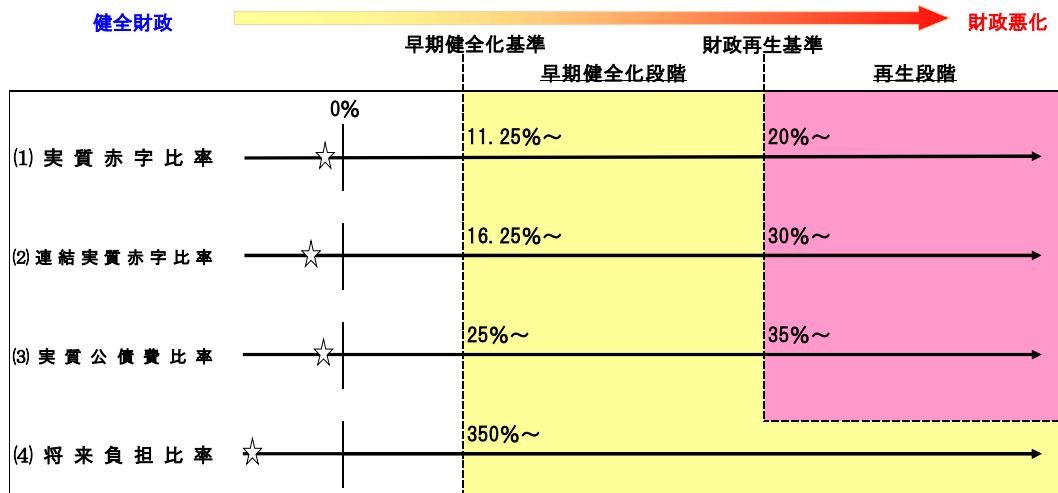 健全財政
財政悪化
早期健全化基準
財政再生基準
早期健全化段階
再生段階
0%
⑴ 実質赤字比率
11.25%~
20%~
⑵ 連結実質赤字比率
16.25%~
30%~
⑶ 実質公債費比率
25%~
35%~
⑷ 将来負担比率
350%~